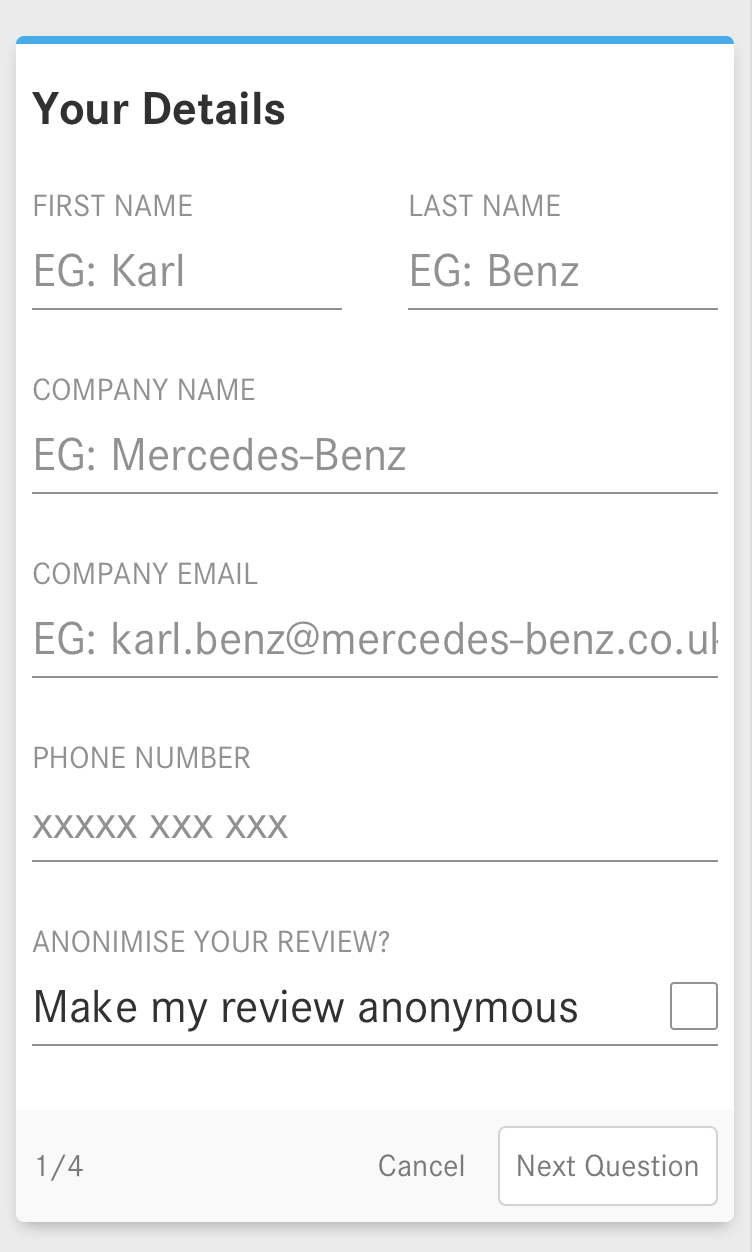 Your Details
FIRST NAME
LAST NAME
EG: Karl
EG: Benz
COMPANY NAME
EG: Mercedes-Benz
COMPANY EMAIL
EG: karl.benz@mercedes-benz.co.uk
PHONE NUMBER
xxxxx xxx xxx
ANONIMISE YOUR REVIEW?
Make my review anonymous
1/4
Cancel
Next Question